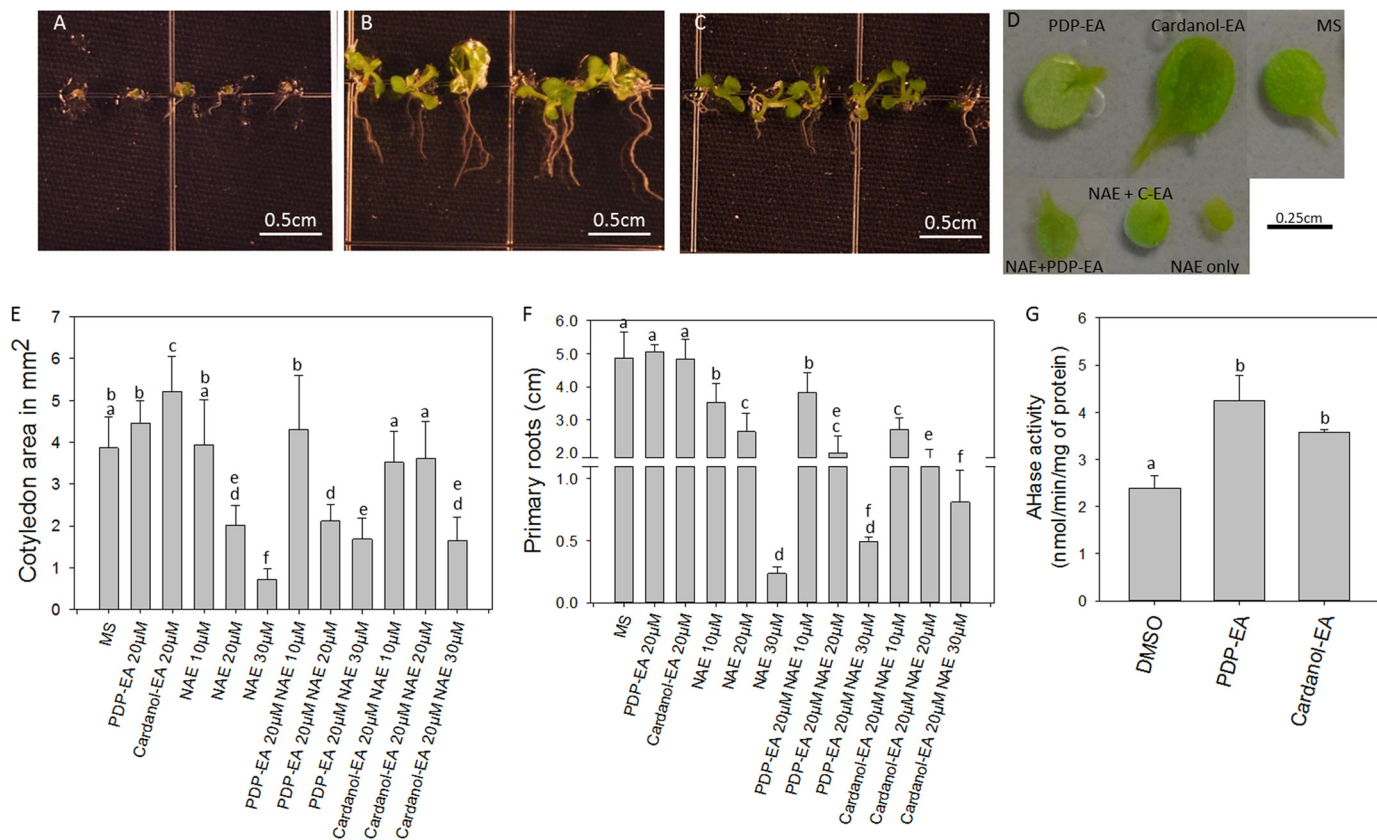 A
0.5cm
B
0.5cm
C
0.5cm
D
PDP-EA Cardanol-EA MS
NAE + C-EA
NAE+PDP-EA NAE only
0.25cm
E
Cotyledon area in mm2
7
6
5
4
3
2
1
0
b
a
b
c
b
a
e
d
f
b
d
e
a
a
e
d
MS
PDP-EA 20µM
Cardanol-EA 20µM
NAE 10µM
NAE 20µM
NAE 30µM
PDP-EA 20µM NAE 10µM
PDP-EA 20µM NAE 20µM
PDP-EA 20µM NAE 30µM
Cardanol-EA 20µM NAE 10µM
Cardanol-EA 20µM NAE 20µM
Cardanol-EA 20µM NAE 30µM
F
Primary roots (cm)
6.0
5.0
4.0
3.0
2.0
1.0
0.5
0.0
a
a
a
b
c
d
b
e
c
f
d
c
e
f
MS
PDP-EA 20µM
Cardanol-EA 20µM
NAE 10µM
NAE 20µM
NAE 30µM
PDP-EA 20µM NAE 10µM
PDP-EA 20µM NAE 20µM
PDP-EA 20µM NAE 30µM
Cardanol-EA 20µM NAE 10µM
Cardanol-EA 20µM NAE 20µM
Cardanol-EA 20µM NAE 30µM
G
AHase activity
(nmol/min/mg of protein)
6
5
4
3
2
1
0
a
b
b
DMSO
PDP-EA
Cardanol-EA